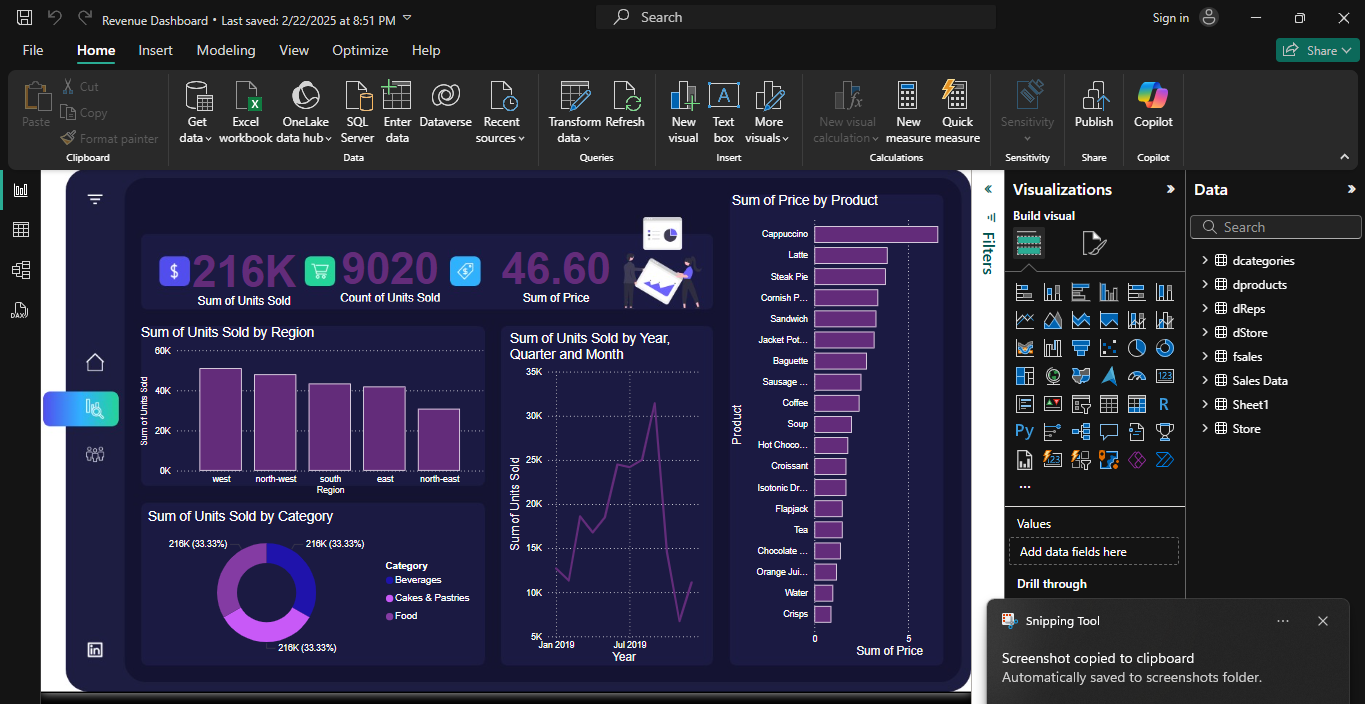 Revenue Dashboard • Last saved: 2/22/2025 at 8:51 PM
Search
Sign in
File Home Insert Modeling View Optimize Help
Share
Paste
Cut
Copy
Format painter
Clipboard
Get data
Excel workbook
OneLake data hub
SQL Server
Enter data
Dataverse
Recent sources
Data
Transform data
Refresh
Queries
New visual
Text box
More visuals
Insert
New visual calculation
New measure
Quick measure
Calculations
Sensitivity
Sensitivity
Publish
Share
Copilot
Copilot
$ 216K
Sum of Units Sold
9020
Count of Units Sold
46.60
Sum of Price
Sum of Units Sold by Region
Sum of Units Sold
60K
40K
20K
0K
west north-west south east north-east
Region
Sum of Units Sold by Category
216K (33.33%) 216K (33.33%)
216K (33.33%)
Category
Beverages
Cakes & Pastries
Food
Sum of Units Sold by Year,
Quarter and Month
Sum of Units Sold
35K
30K
25K
20K
15K
10K
5K
Jan 2019 Jul 2019
Year
Sum of Price by Product
Product
Cappuccino
Latte
Steak Pie
Cornish P...
Sandwich
Jacket Pot...
Baguette
Sausage ...
Coffee
Soup
Hot Choco...
Croissant
Isotonic Dr...
Flapjack
Tea
Chocolate ...
Orange Jui...
Water
Crisps
0 5
Sum of Price
Filters
Visualizations
Build visual
R
Py
123
...
Values
Add data fields here
Drill through
Data
Search
dcategories
dproducts
dReps
dStore
fsales
Sales Data
Sheet1
Store
Snipping Tool
Screenshot copied to clipboard
Automatically saved to screenshots folder.
in
DAX